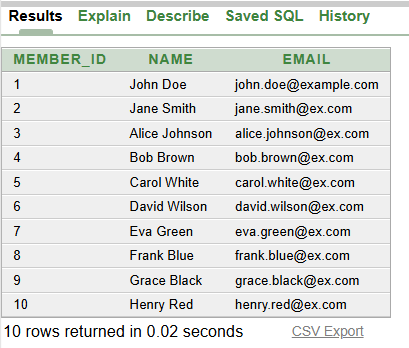 Results Explain Describe Saved SQL History
MEMBER_ID NAME EMAIL
1 John Doe john.doe@example.com
2 Jane Smith jane.smith@ex.com
3 Alice Johnson alice.johnson@ex.com
4 Bob Brown bob.brown@ex.com
5 Carol White carol.white@ex.com
6 David Wilson david.wilson@ex.com
7 Eva Green eva.green@ex.com
8 Frank Blue frank.blue@ex.com
9 Grace Black grace.black@ex.com
10 Henry Red henry.red@ex.com
10 rows returned in 0.02 seconds CSV Export